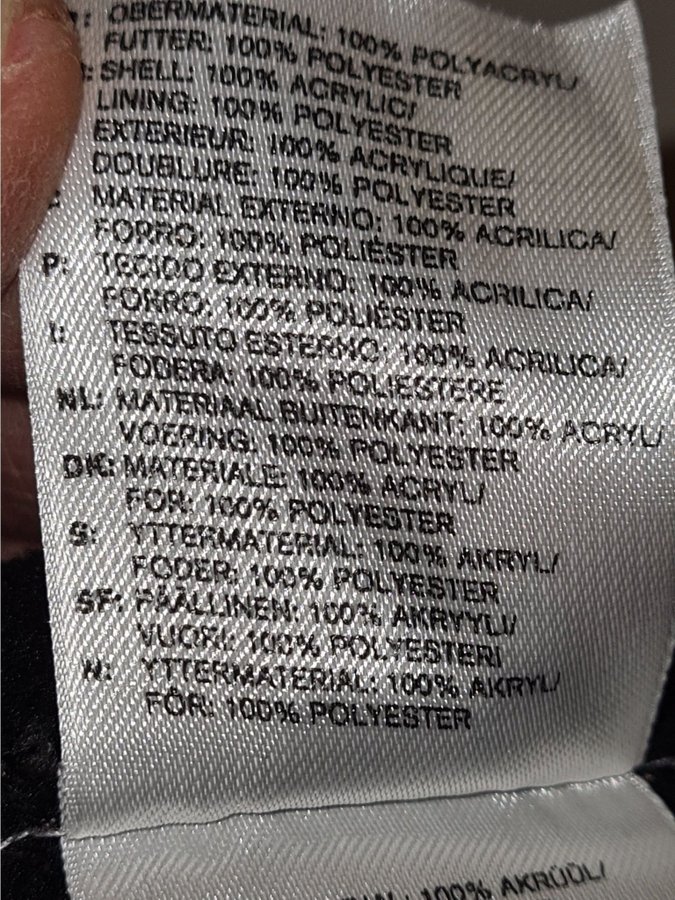 : OBERMATERIAL: 100% POLYACRYL/
FUTTER: 100% POLYESTER
: SHELL: 100% ACRYLIC/
LINING: 100% POLYESTER
EXTERIEUR: 100% ACRYLIQUE/
DOUBLURE: 100% POLYESTER
: MATERIAL EXTERNO: 100% ACRILICA/
FORRO: 100% POLIÉSTER
P: TECIDO EXTERNO: 100% ACRILICA/
FORRO: 100% POLIÉSTER
I: TESSUTO ESTERMO: 100% ACRILICA/
FODERA: 100% POLIESTERE
NL: MATERIAAL BUITENKANT: 100% ACRYL/
VOERING: 100% POLYESTER
DK: MATERIALE: 100% ACRYL/
FOR: 100% POLYESTER
S: YTTERMATERIAL: 100% AKRYL/
FODER: 100% POLYESTER
SF: PÄÄLLINEN: 100% AKRYYLI/
VUORI: 100% POLYESTERI
N: YTTERMATERIAL: 100% AKRYL/
FÔR: 100% POLYESTER
100% AKRÜÜL/